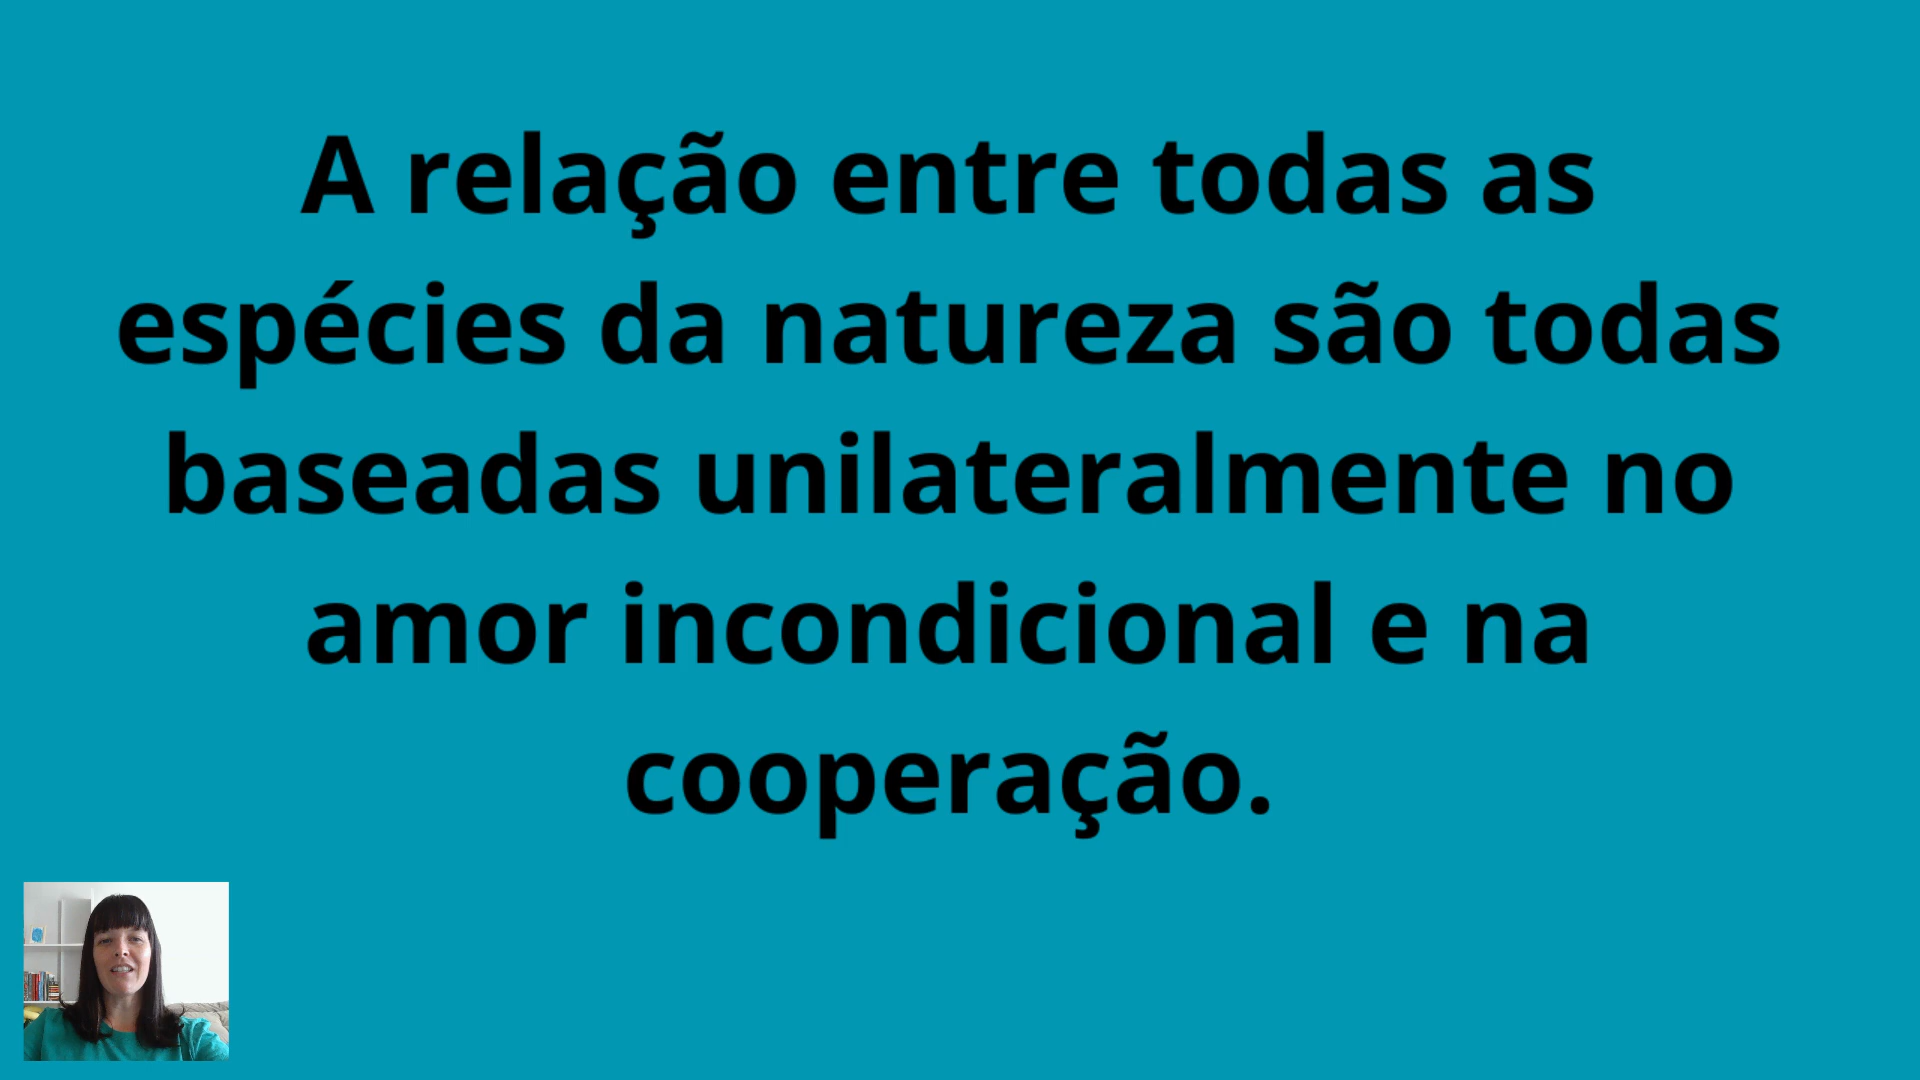 A relação entre todas as
espécies da natureza são todas
baseadas unilateralmente no
amor incondicional e na
cooperação.